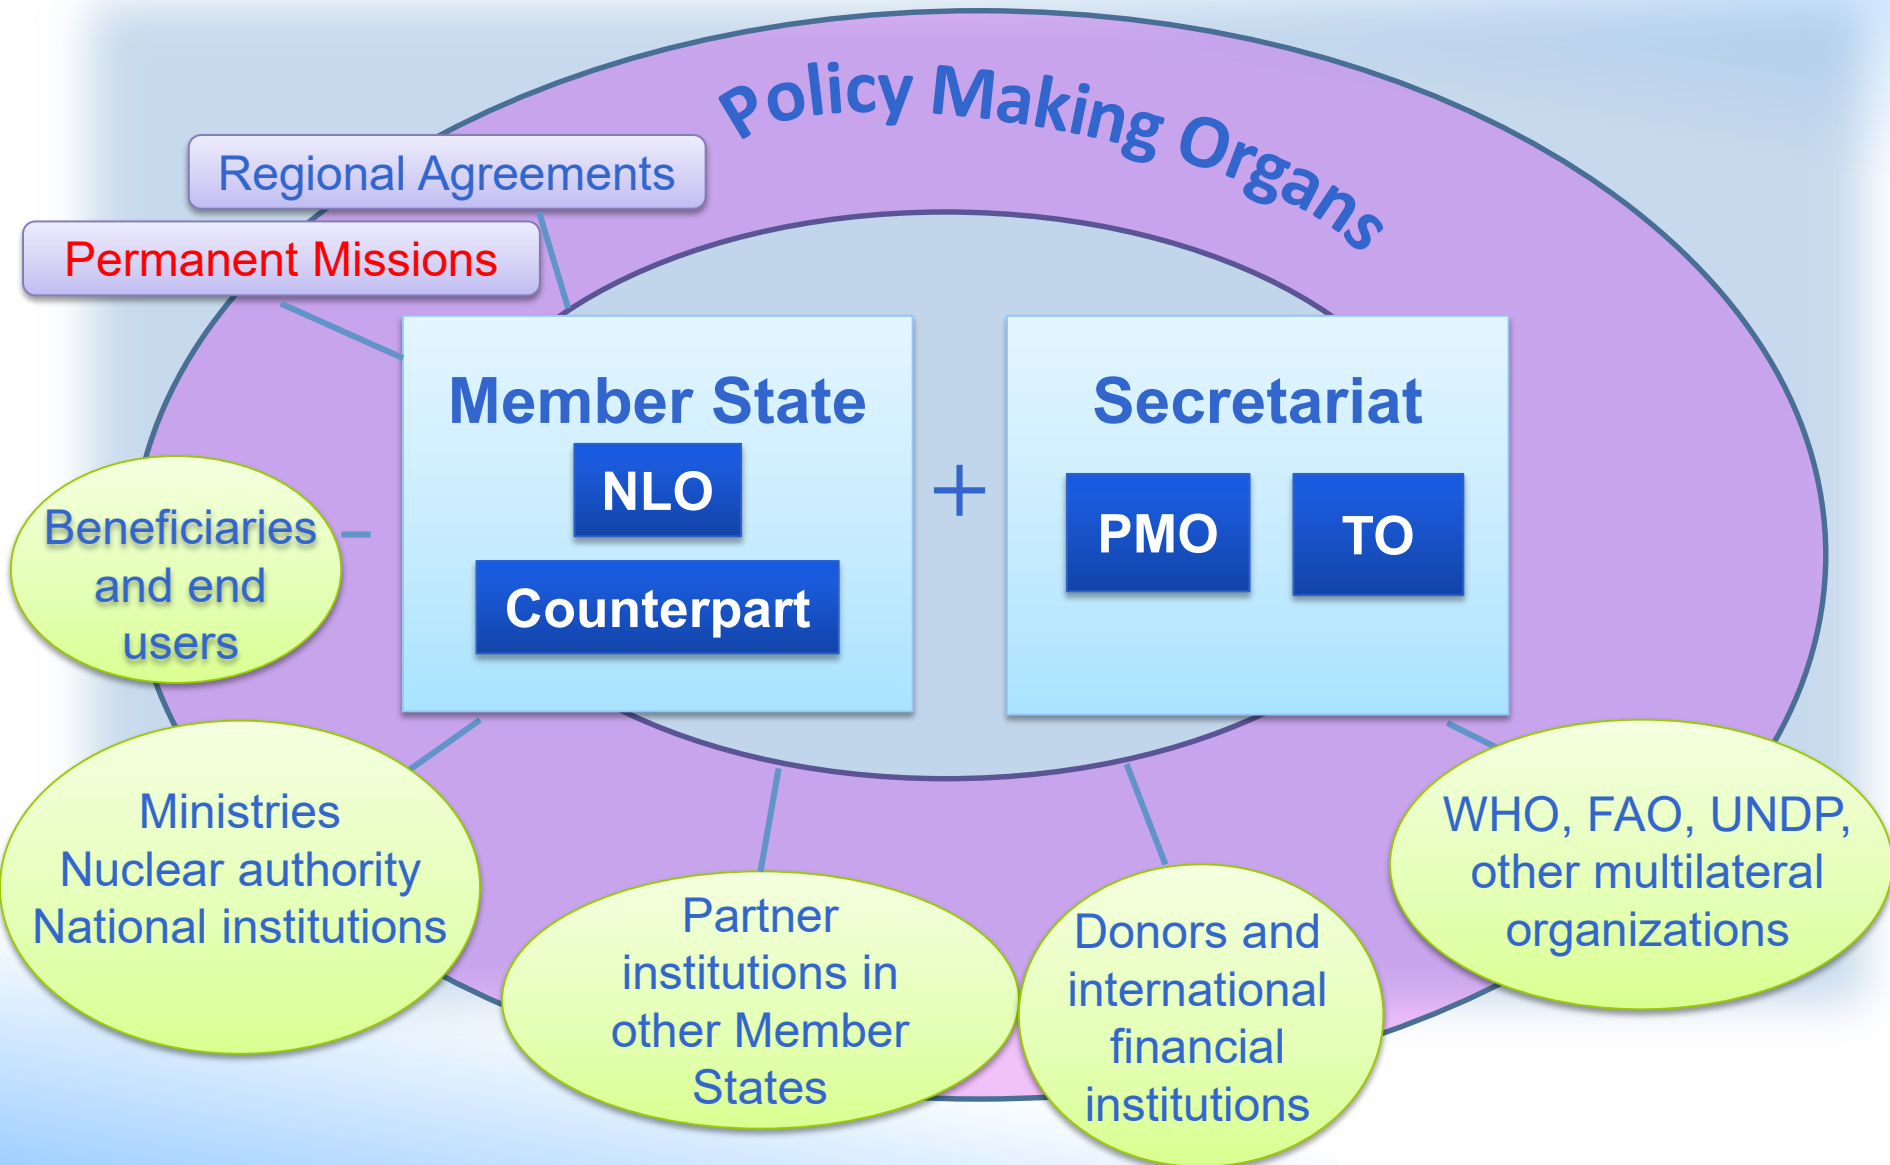 Policy Making Organs
Regional Agreements
Permanent Missions
Member State
NLO
Counterpart
+
Secretariat
PMO
TO
Beneficiaries
and end
users
Ministries
Nuclear authority
National institutions
Partner
institutions in
other Member
States
Donors and
international
financial
institutions
WHO, FAO, UNDP,
other multilateral
organizations